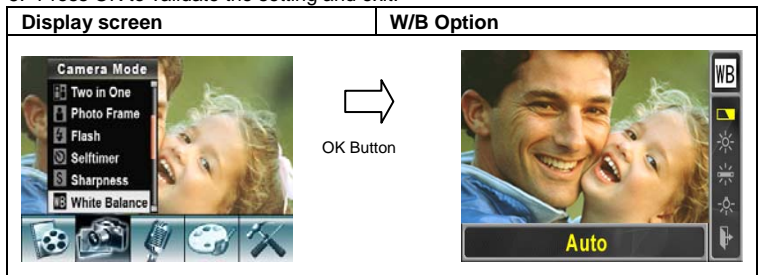 Display screen
W/B Option
Camera Mode
Two in One
Photo Frame
Flash
Selftimer
Sharpness
S
WB White Balance
OK Button
WB
Auto